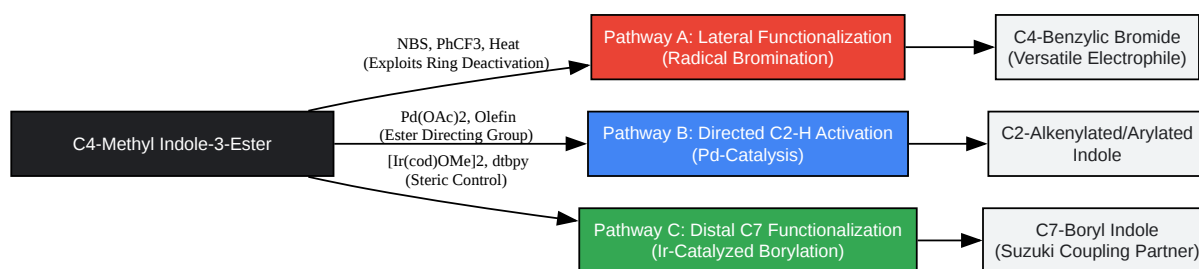 C4-Methyl Indole-3-Ester
NBS, PhCF3, Heat
(Exploits Ring Deactivation)
Pathway A: Lateral Functionalization
(Radical Bromination)
C4-Benzylic Bromide
(Versatile Electrophile)
Pd(OAc)2, Olefin
(Ester Directing Group)
Pathway B: Directed C2-H Activation
(Pd-Catalysis)
C2-Alkenylated/Arylated
Indole
[Ir(cod)OMe]2, dtbpy
(Steric Control)
Pathway C: Distal C7 Functionalization
(Ir-Catalyzed Borylation)
C7-Boryl Indole
(Suzuki Coupling Partner)